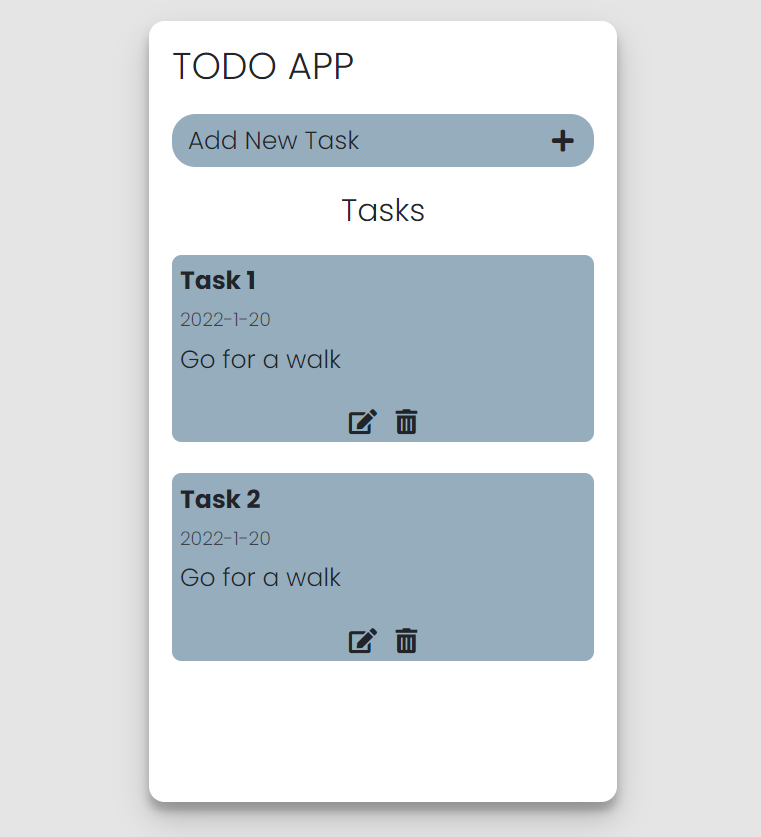 TODO APP
Add New Task
Tasks
Task 1
2022-1-20
Go for a walk
Task 2
2022-1-20
Go for a walk